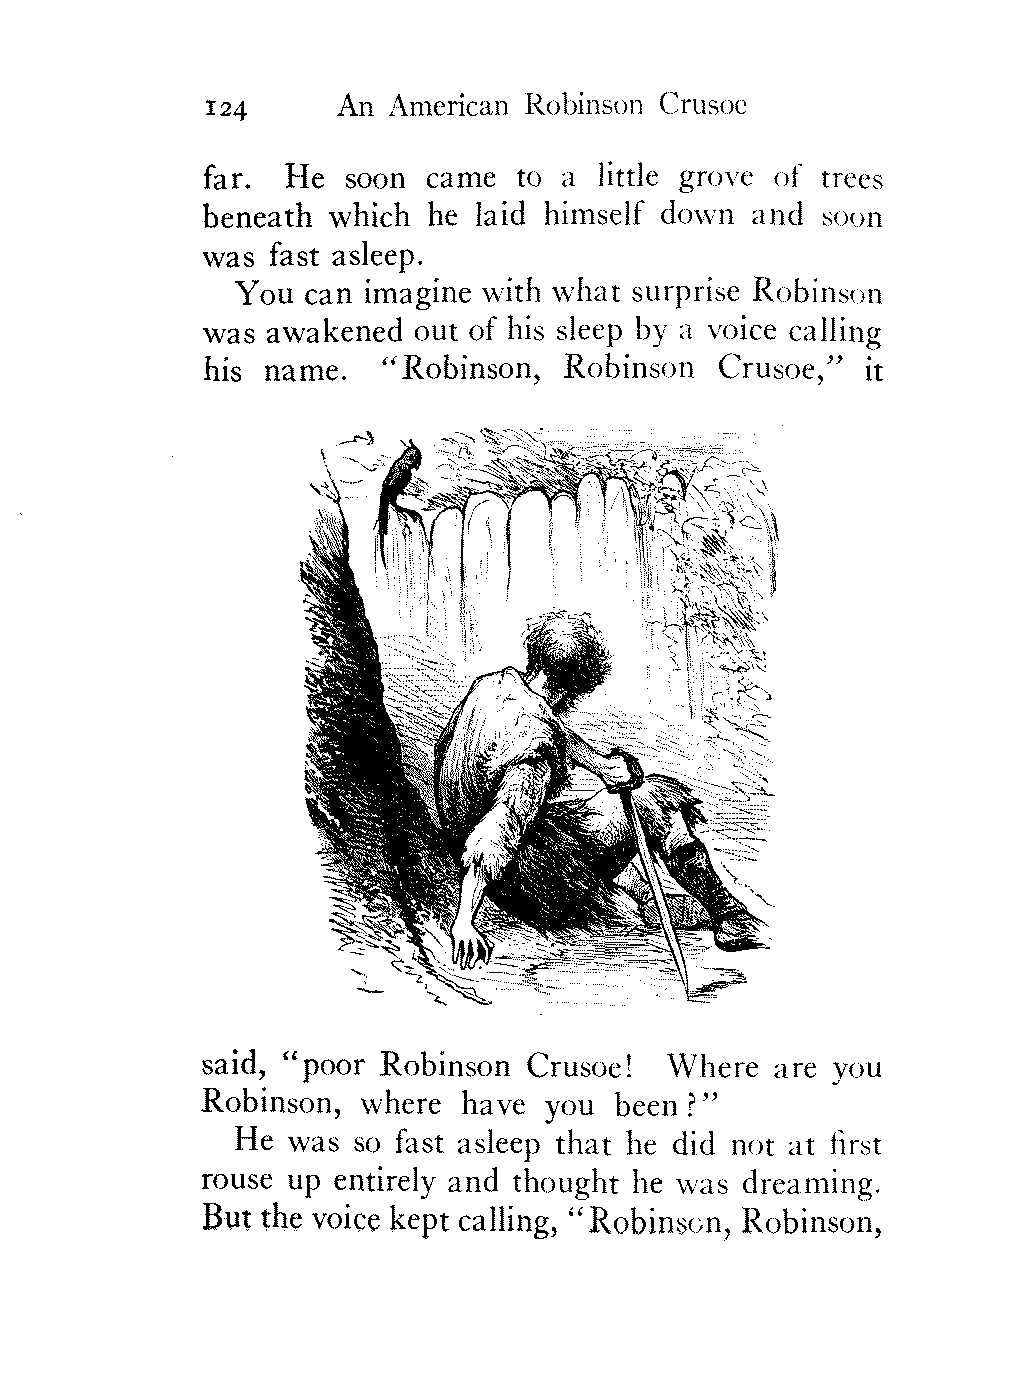 124 An American Robinson Crusoe
far. He soon came to a little grove of trees
beneath which he laid himself down and soon
was fast asleep.
You can imagine with what surprise Robinson
was awakened out of his sleep by a voice calling
his name. “Robinson, Robinson Crusoe,” it
said, “poor Robinson Crusoe! Where are you
Robinson, where have you been?”
He was so fast asleep that he did not at first
rouse up entirely and thought he was dreaming.
But the voice kept calling, “Robinson, Robinson,